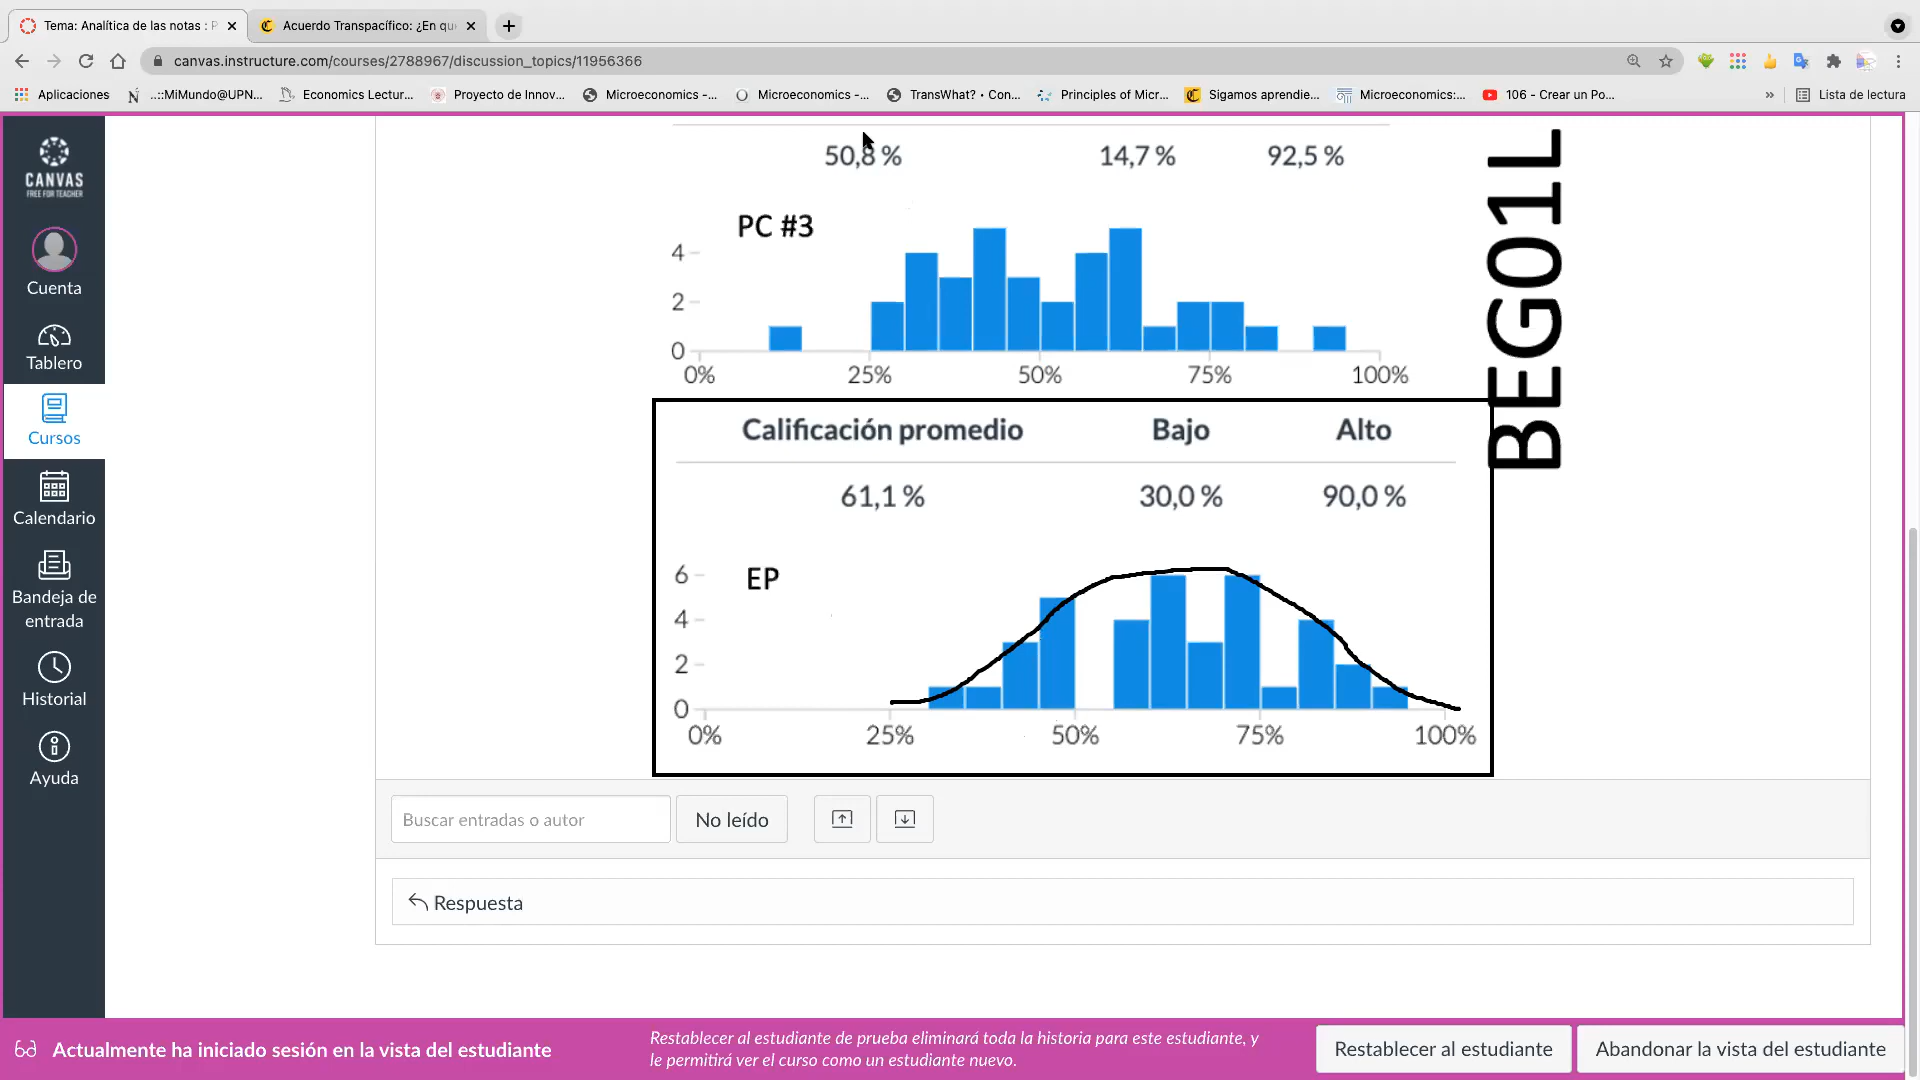 Tema: Analítica de las notas : P
Acuerdo Transpacífico: ¿En qu
canvas.instructure.com/courses/2788967/discussion_topics/11956366
Aplicaciones
..::MiMundo@UPN...
Economics Lectur...
Proyecto de Innov...
Microeconomics -...
Microeconomics -...
TransWhat? • Con...
Principles of Micr...
Sigamos aprendie...
Microeconomics:...
106 - Crear un Po...
»
Lista de lectura
CANVAS
FREE FOR TEACHER
Cuenta
Tablero
Cursos
Calendario
Bandeja de
entrada
Historial
Ayuda
50,8 % 14,7 % 92,5 %
PC #3
4
2
0
0% 25% 50% 75% 100%
BEG01L
Calificación promedio Bajo Alto
61,1 % 30,0 % 90,0 %
EP
6
4
2
0
0% 25% 50% 75% 100%
Buscar entradas o autor
No leído
Respuesta
Actualmente ha iniciado sesión en la vista del estudiante
Restablecer al estudiante de prueba eliminará toda la historia para este estudiante, y
le permitirá ver el curso como un estudiante nuevo.
Restablecer al estudiante
Abandonar la vista del estudiante